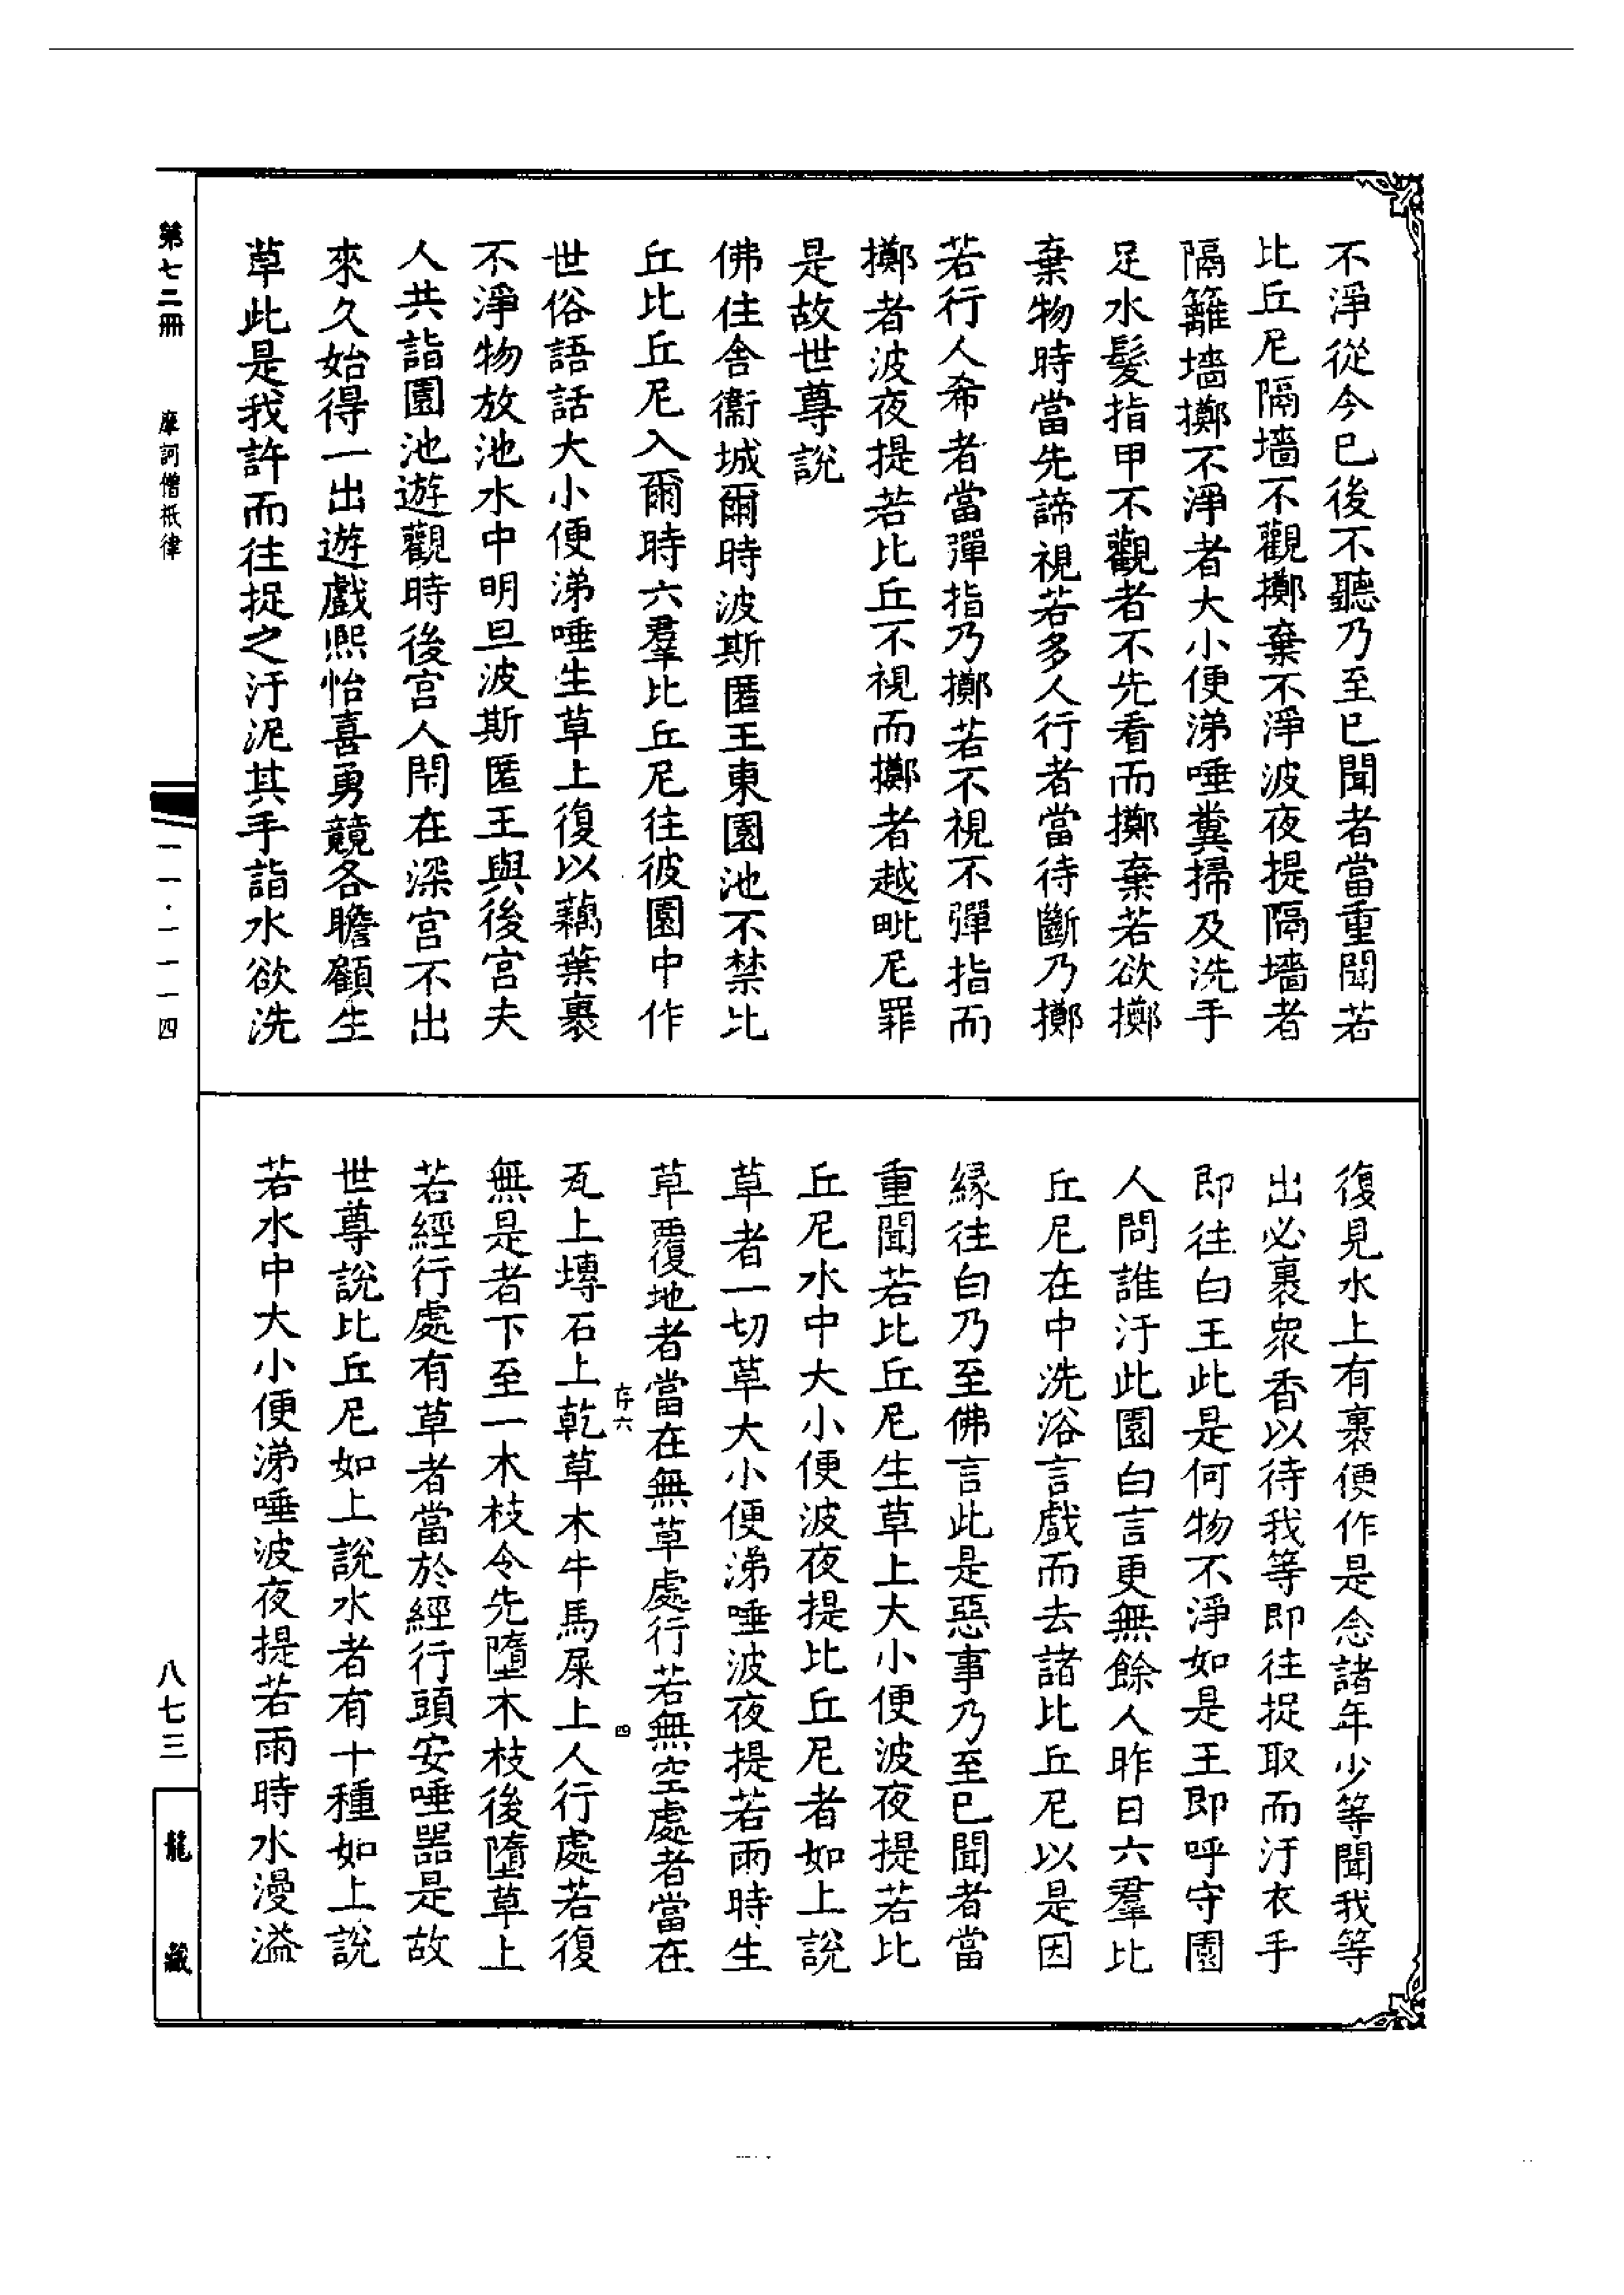 不淨從今已後不聽乃至已聞者當重聞若
比丘尼隔墻不觀擲棄不淨波夜提隔墻者
隔籬墻擲不淨者大小便涕唾糞掃及洗手
足水髮指甲不觀者不先看而擲棄若欲擲
棄物時當先諦視若多人行者當待斷乃擲
若行人希者當彈指乃擲若不視不彈指而
擲者波夜提若比丘不視而擲者越毗尼罪
是故世尊說
佛住舍衞城爾時波斯匿王東園池不禁比
丘比丘尼入爾時六羣比丘尼往彼園中作
世俗語話大小便涕唾生草上復以藕葉裹
不淨物放池水中明旦波斯匿王與後宮夫
人共詣園池遊觀時後宮人閑在深宮不出
來久始得一出遊戲熙怡喜勇競各瞻顧生
草此是我許而往捉之汙泥其手詣水欲洗
復見水上有裹便作是念諸年少等聞我等
出必裹衆香以待我等即往捉取而汙衣手
即往白王此是何物不淨如是王即呼守園
人問誰汙此園白言更無餘人昨日六羣比
丘尼在中洗浴言戲而去諸比丘尼以是因
緣往白乃至佛言此是惡事乃至已聞者當
重聞若比丘尼生草上大小便波夜提若比
丘尼水中大小便波夜提比丘尼者如上說
草者一切草大小便涕唾波夜提若雨時生
草覆地者當在無草處行若無空處者當在
瓦上塼石上乾草木牛馬屎上人行處若復
無是者下至一木枝令先墮木枝後墮草上
若經行處有草者當於經行頭安唾器是故
世尊說比丘尼如上說水者有十種如上說
若水中大小便涕唾波夜提若雨時水漫溢
第七三冊
摩訶僧祇律
一一·一一一四
八七三
龍藏
六
四